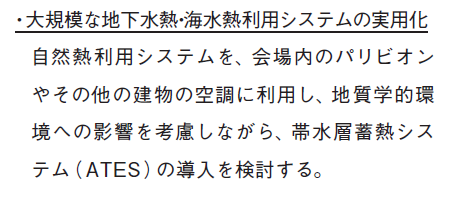 ・大規模な地下水熱・海水熱利用システムの実用化
自然熱利用システムを、会場内のパリビオン
やその他の建物の空調に利用し、地質学的環
境への影響を考慮しながら、帯水層蓄熱シス
テム（ATES）の導入を検討する。